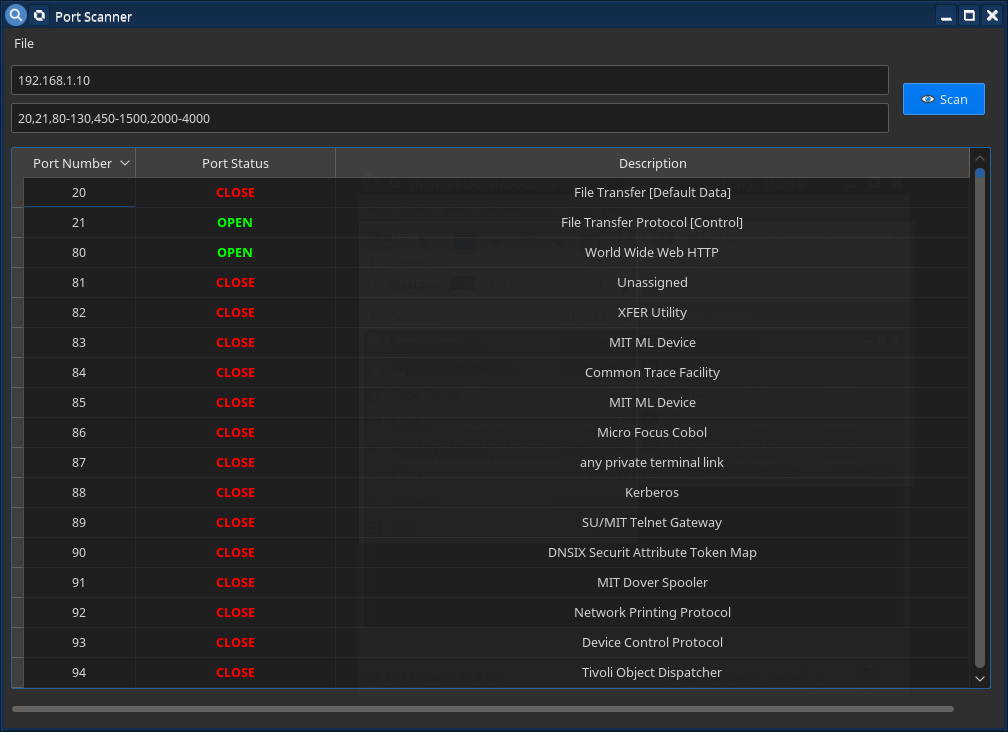 Port Scanner
File
192.168.1.10
Scan
20,21,80-130,450-1500,2000-4000
Port Number Port Status Description
20 CLOSE File Transfer [Default Data]
21 OPEN File Transfer Protocol [Control]
80 OPEN World Wide Web HTTP
81 CLOSE Unassigned
82 CLOSE XFER Utility
83 CLOSE MIT ML Device
84 CLOSE Common Trace Facility
85 CLOSE MIT ML Device
86 CLOSE Micro Focus Cobol
87 CLOSE any private terminal link
88 CLOSE Kerberos
89 CLOSE SU/MIT Telnet Gateway
90 CLOSE DNSIX Securit Attribute Token Map
91 CLOSE MIT Dover Spooler
92 CLOSE Network Printing Protocol
93 CLOSE Device Control Protocol
94 CLOSE Tivoli Object Dispatcher